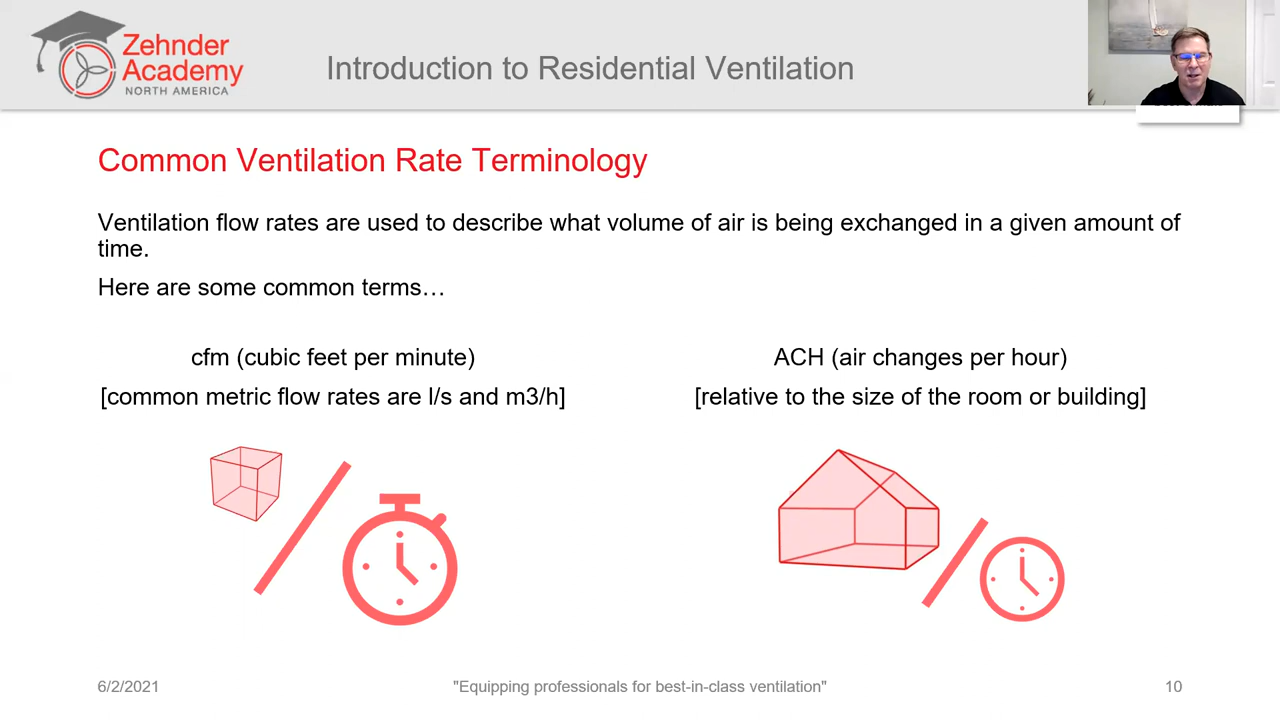 Zehnder
Academy
NORTH AMERICA
Introduction to Residential Ventilation
Common Ventilation Rate Terminology
Ventilation flow rates are used to describe what volume of air is being exchanged in a given amount of
time.
Here are some common terms…
cfm (cubic feet per minute)
[common metric flow rates are l/s and m3/h]
ACH (air changes per hour)
[relative to the size of the room or building]
6/2/2021
"Equipping professionals for best-in-class ventilation"
10